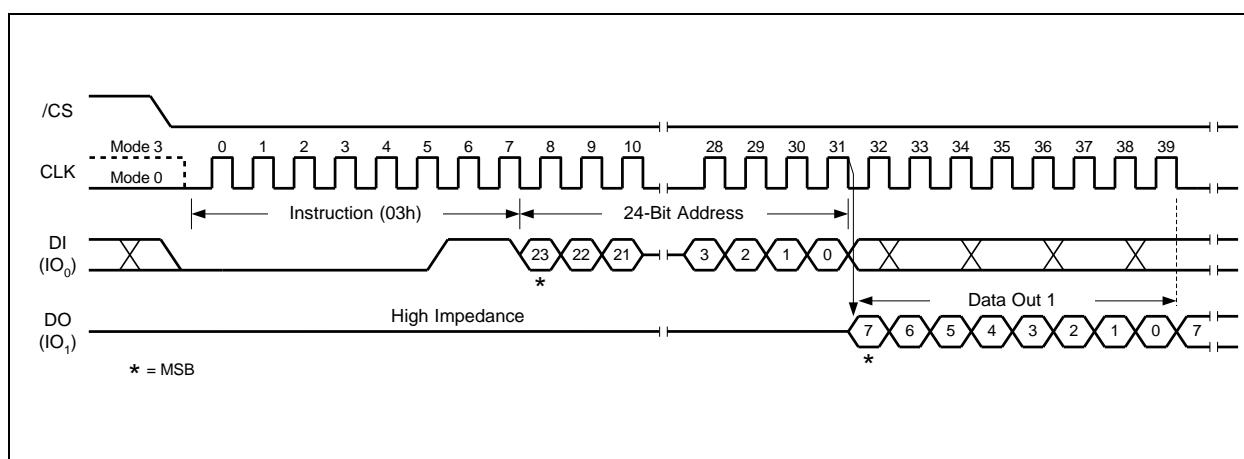 /CS
Mode 3
CLK
Mode 0
0 1 2 3 4 5 6 7 8 9 10 28 29 30 31 32 33 34 35 36 37 38 39
Instruction (03h)
24-Bit Address
DI
(IO₀)
23 22 21 3 2 1 0
*
Data Out 1
High Impedance
DO
(IO₁)
7 6 5 4 3 2 1 0 7
*
* = MSB